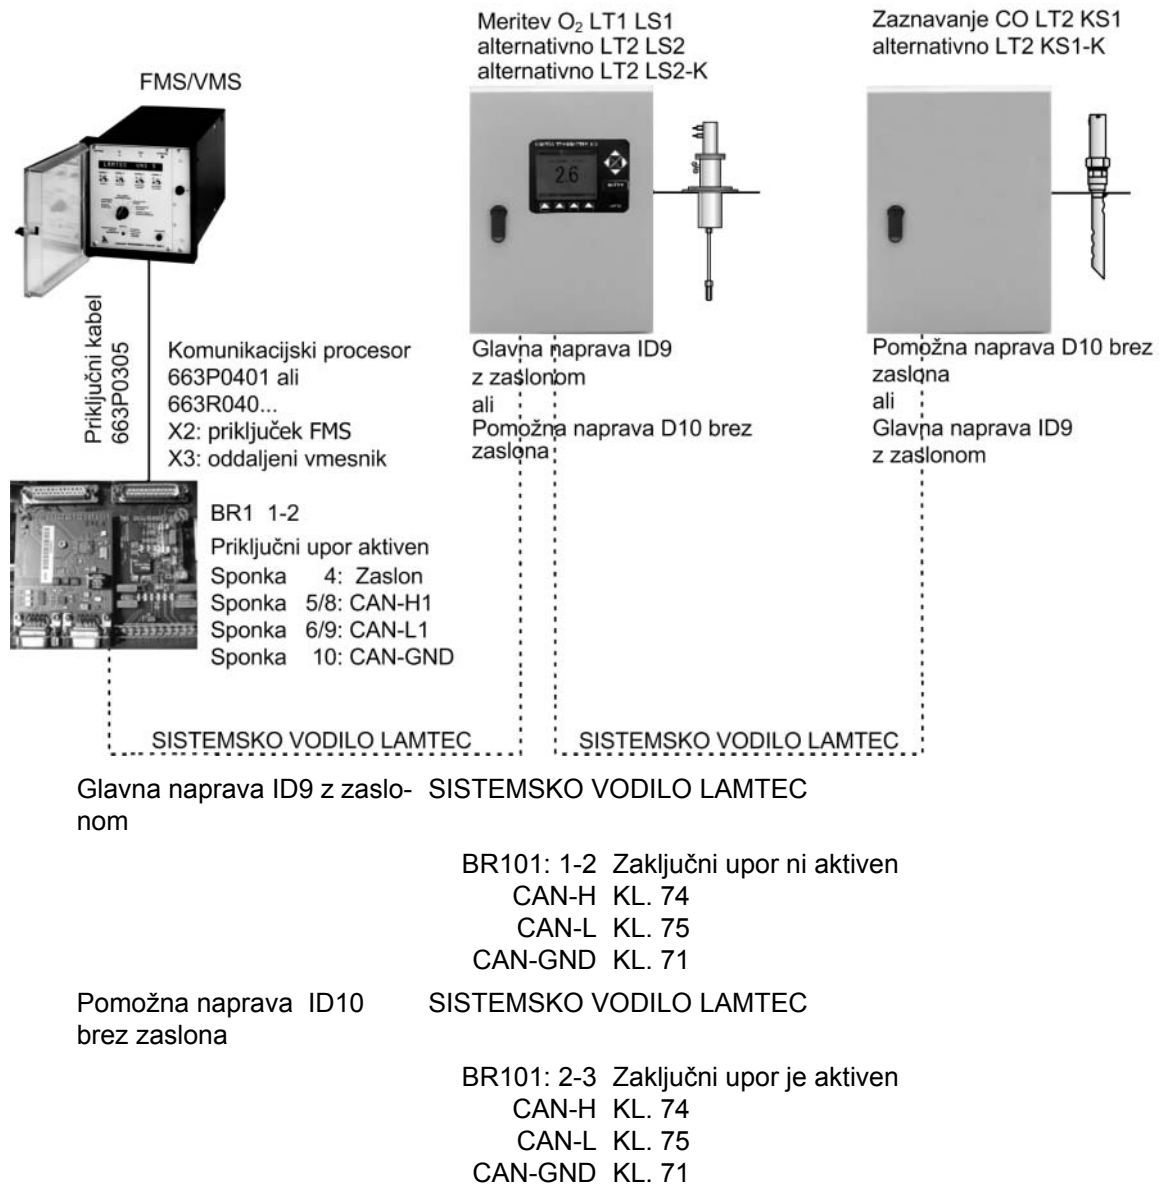 Meritev O₂ LT1 LS1
alternativno LT2 LS2
alternativno LT2 LS2-K
Zaznavanje CO LT2 KS1
alternativno LT2 KS1-K
FMS/VMS
2.6
Priključni kabel
663P0305
Komunikacijski procesor
663P0401 ali
663R040...
X2: priključek FMS
X3: oddaljeni vmesnik
Glavna naprava ID9
z zaslonom
ali
Pomožna naprava D10 brez
zaslona
Pomožna naprava D10 brez
zaslona
ali
Glavna naprava ID9
z zaslonom
BR1 1-2
Priključni upor aktiven
Sponka 4: Zaslon
Sponka 5/8: CAN-H1
Sponka 6/9: CAN-L1
Sponka 10: CAN-GND
SISTEMSKO VODILO LAMTEC
SISTEMSKO VODILO LAMTEC
Glavna naprava ID9 z zaslo-
nom
SISTEMSKO VODILO LAMTEC
BR101: 1-2 Zaključni upor ni aktiven
CAN-H KL. 74
CAN-L KL. 75
CAN-GND KL. 71
Pomožna naprava ID10
brez zaslona
SISTEMSKO VODILO LAMTEC
BR101: 2-3 Zaključni upor je aktiven
CAN-H KL. 74
CAN-L KL. 75
CAN-GND KL. 71